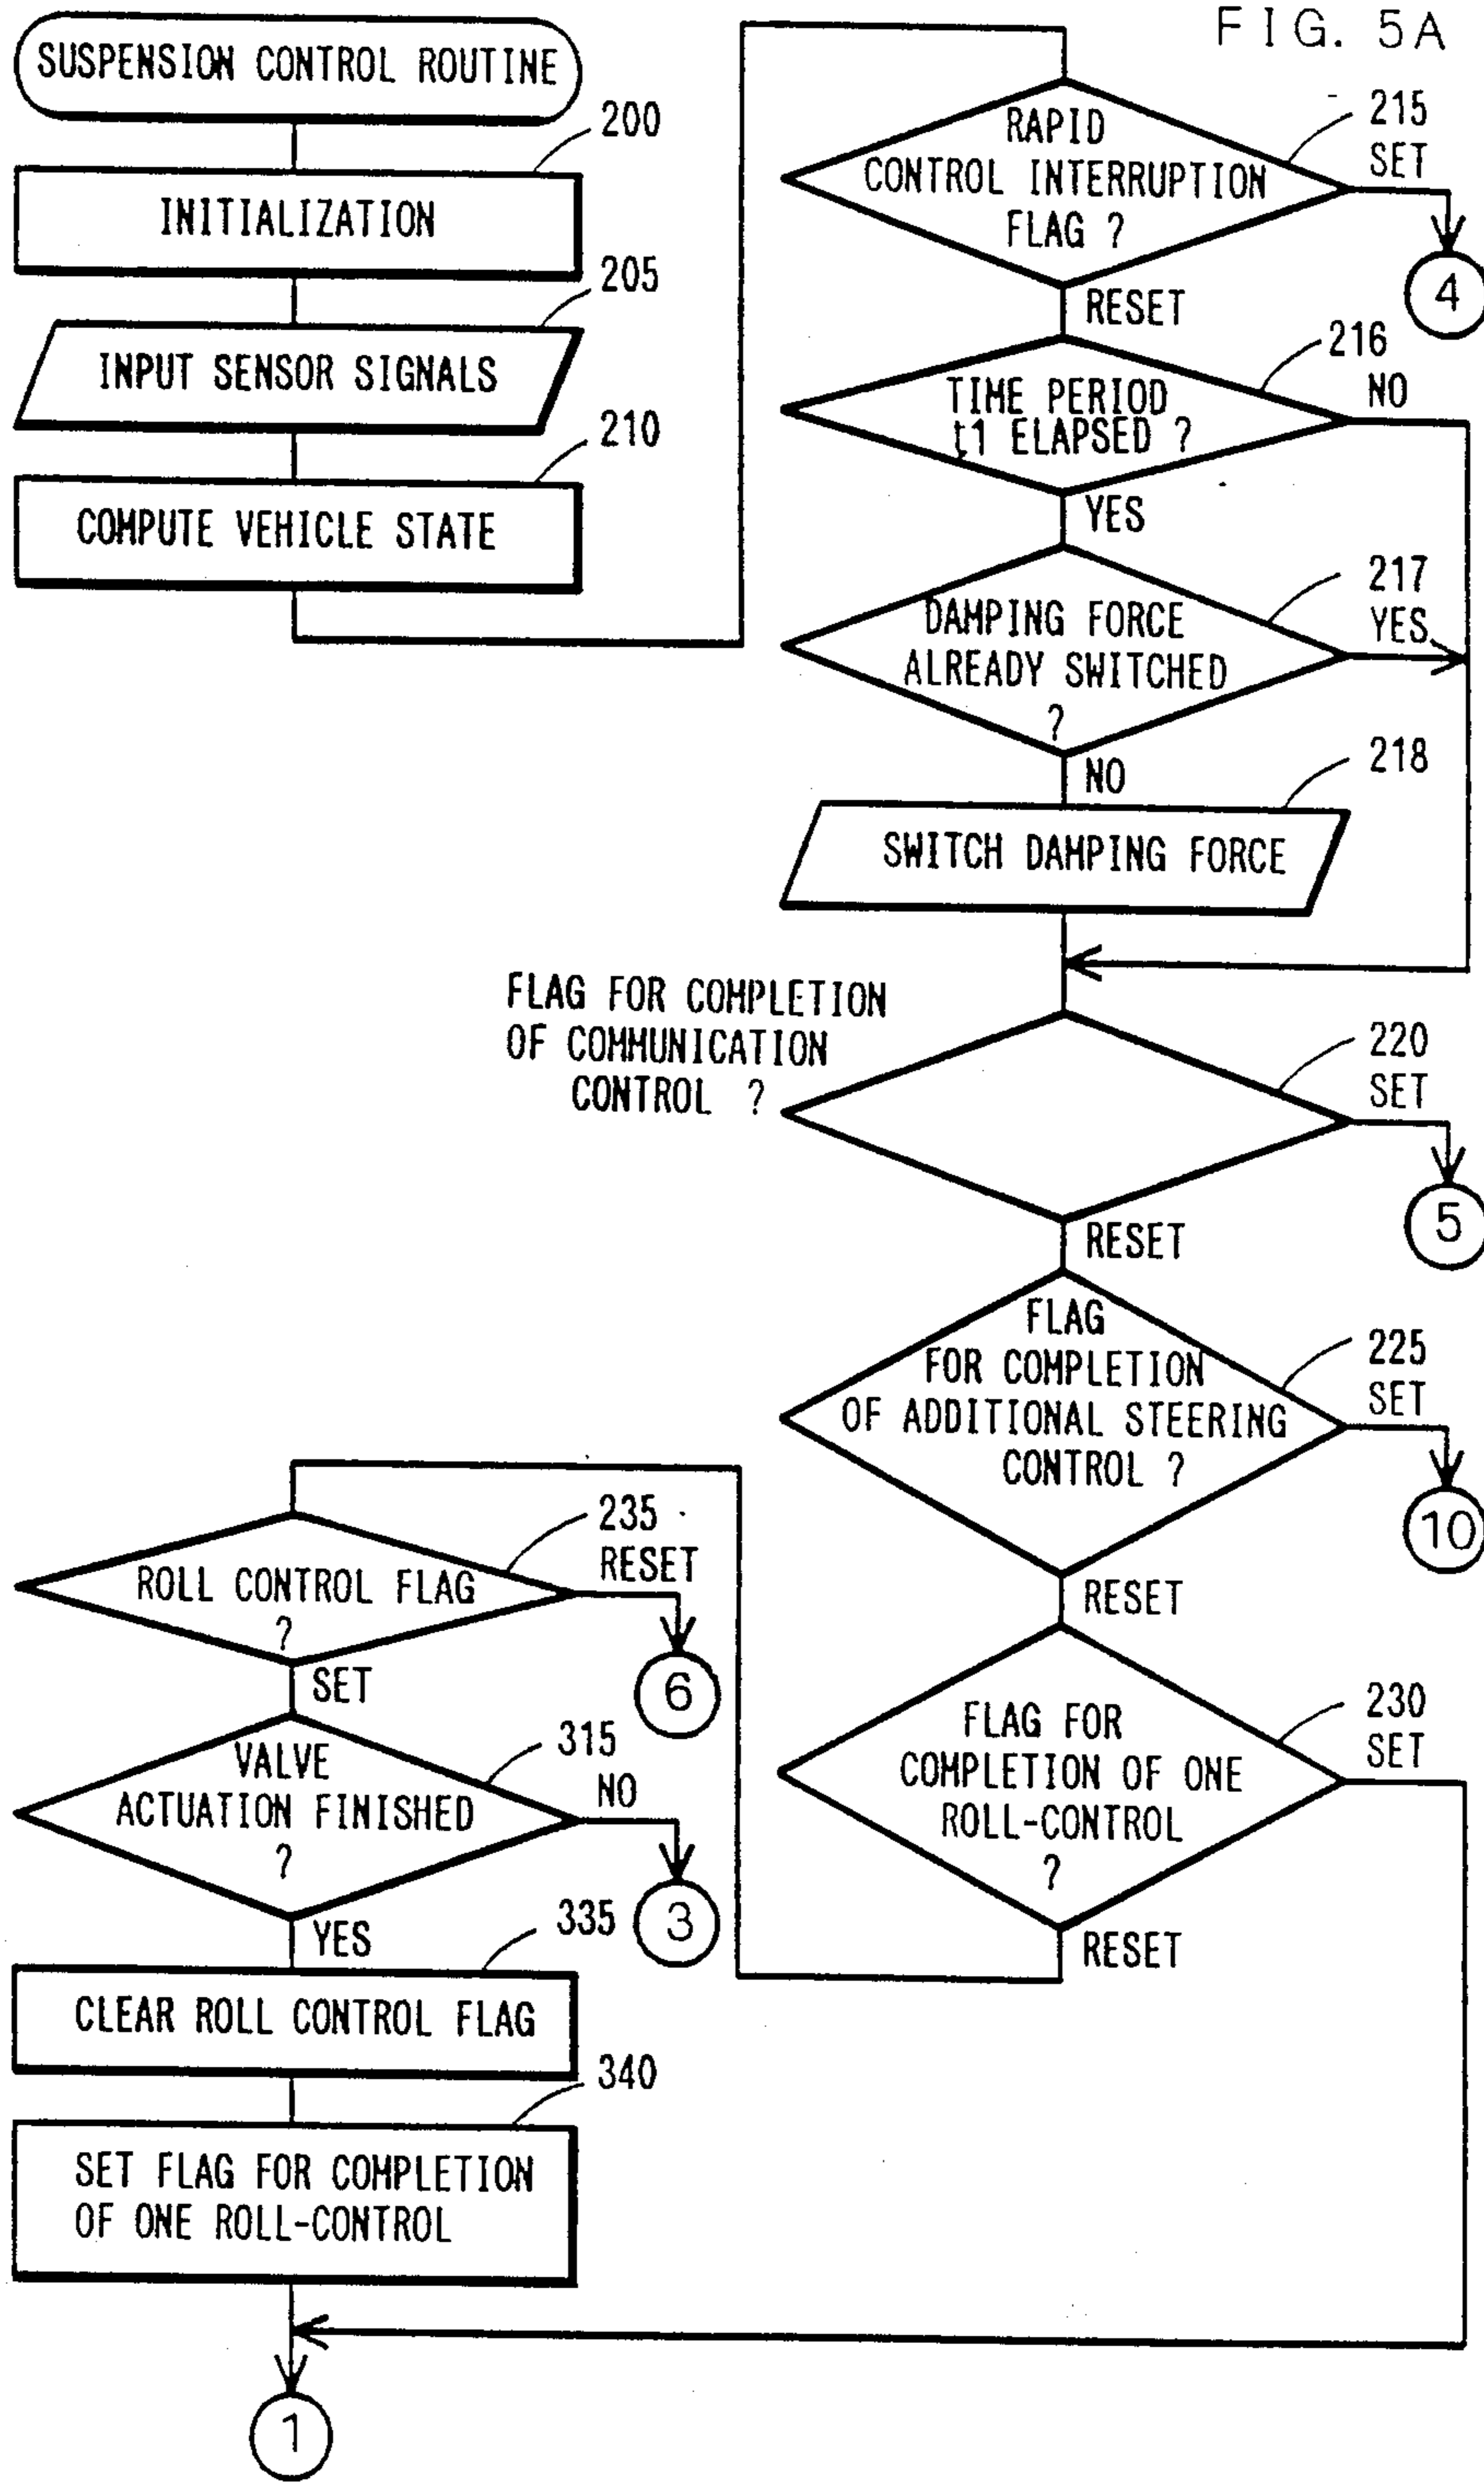 FIG. 5A
SUSPENSION CONTROL ROUTINE
200
INITIALIZATION
205
INPUT SENSOR SIGNALS
210
COMPUTE VEHICLE STATE
RAPID
CONTROL INTERRUPTION
FLAG ?
215
SET
4
RESET
216
NO
TIME PERIOD
t1 ELAPSED ?
YES
217
YES
DAMPING FORCE
ALREADY SWITCHED
?
NO
218
SWITCH DAMPING FORCE
FLAG FOR COMPLETION
OF COMMUNICATION
CONTROL ?
220
SET
5
RESET
FLAG
FOR COMPLETION
OF ADDITIONAL STEERING
CONTROL ?
225
SET
10
RESET
FLAG FOR
COMPLETION OF ONE
ROLL-CONTROL
?
230
SET
RESET
235
RESET
ROLL CONTROL FLAG
?
6
SET
315
NO
VALVE
ACTUATION FINISHED
?
3
YES
335
CLEAR ROLL CONTROL FLAG
340
SET FLAG FOR COMPLETION
OF ONE ROLL-CONTROL
1